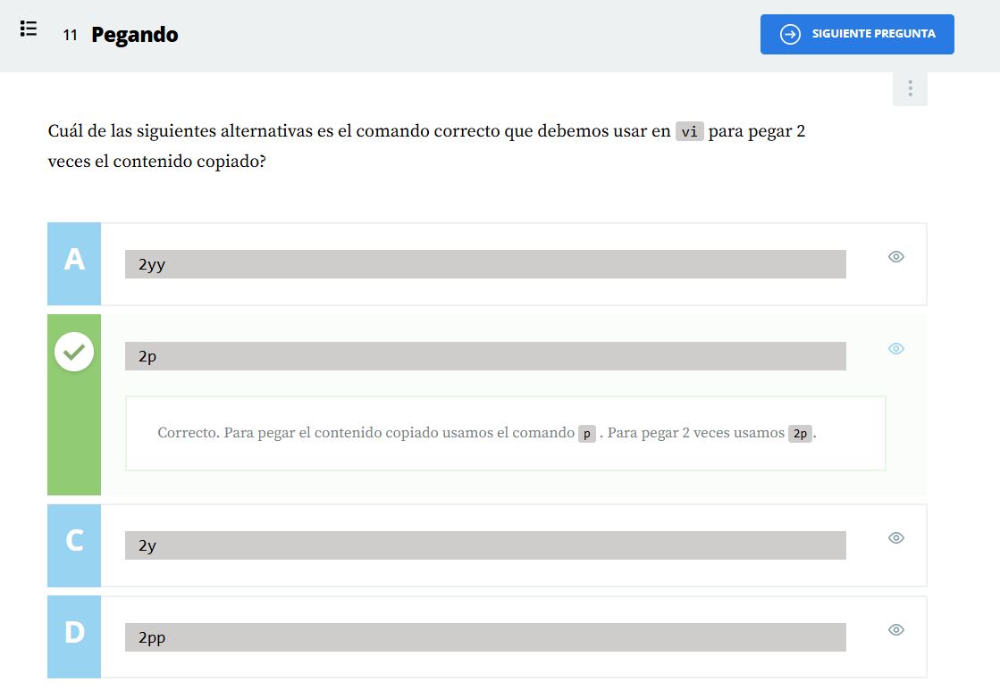 11 Pegando
SIGUIENTE PREGUNTA
Cuál de las siguientes alternativas es el comando correcto que debemos usar en vi para pegar 2
veces el contenido copiado?
A
2yy
2p
Correcto. Para pegar el contenido copiado usamos el comando p . Para pegar 2 veces usamos 2p.
C
2y
D
2pp